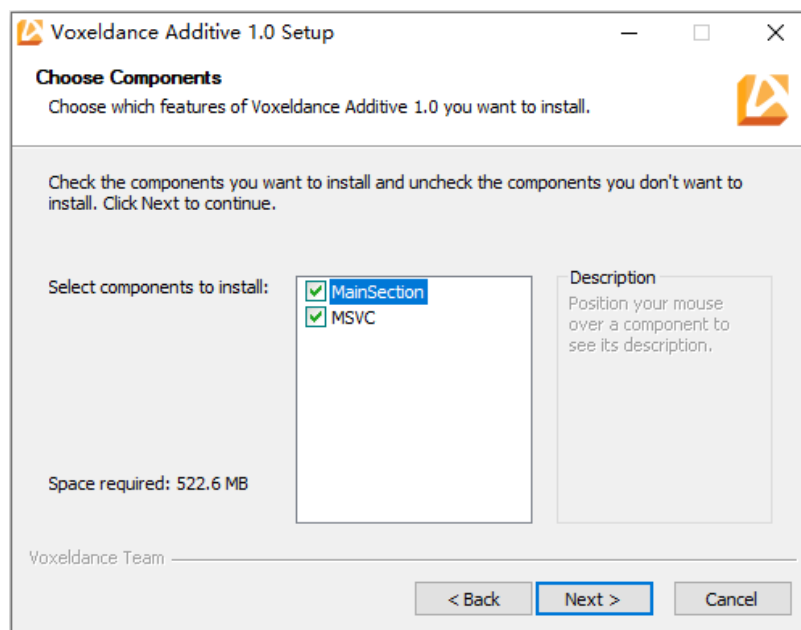 Voxeldance Additive 1.0 Setup
Choose Components
Choose which features of Voxeldance Additive 1.0 you want to install.
Check the components you want to install and uncheck the components you don't want to
install. Click Next to continue.
Select components to install:
MainSection
MSVC
Description
Position your mouse
over a component to
see its description.
Space required: 522.6 MB
Voxeldance Team
< Back
Next >
Cancel